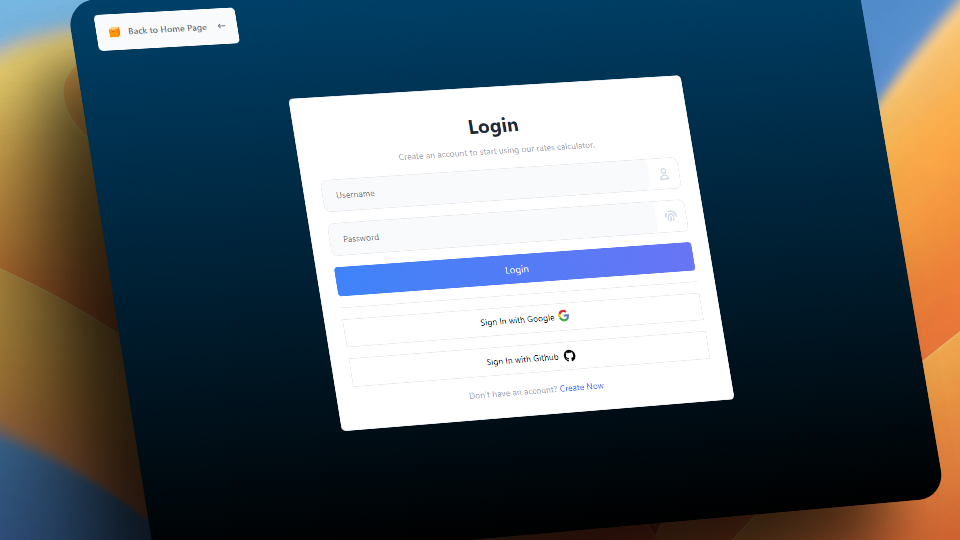 Back to Home Page ←
Login
Create an account to start using our rates calculator.
Username
Password
Login
Sign In with Google
Sign In with Github
Don't have an account? Create Now